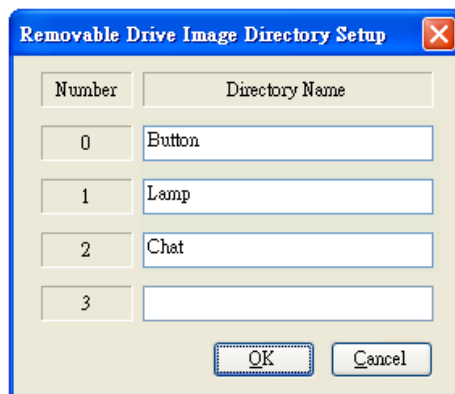 Removable Drive Image Directory Setup
Number Directory Name
0 Button
1 Lamp
2 Chat
3
OK Cancel